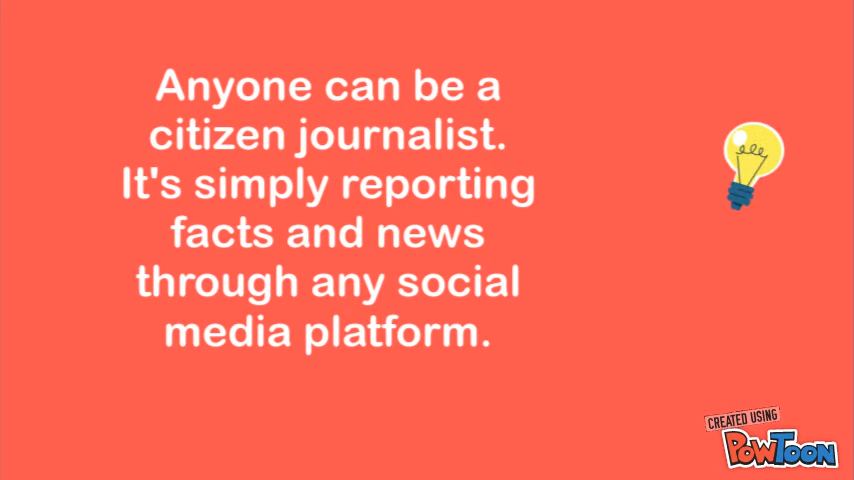 Anyone can be a
citizen journalist.
It's simply reporting
facts and news
through any social
media platform.
CREATED USING
POWTOON